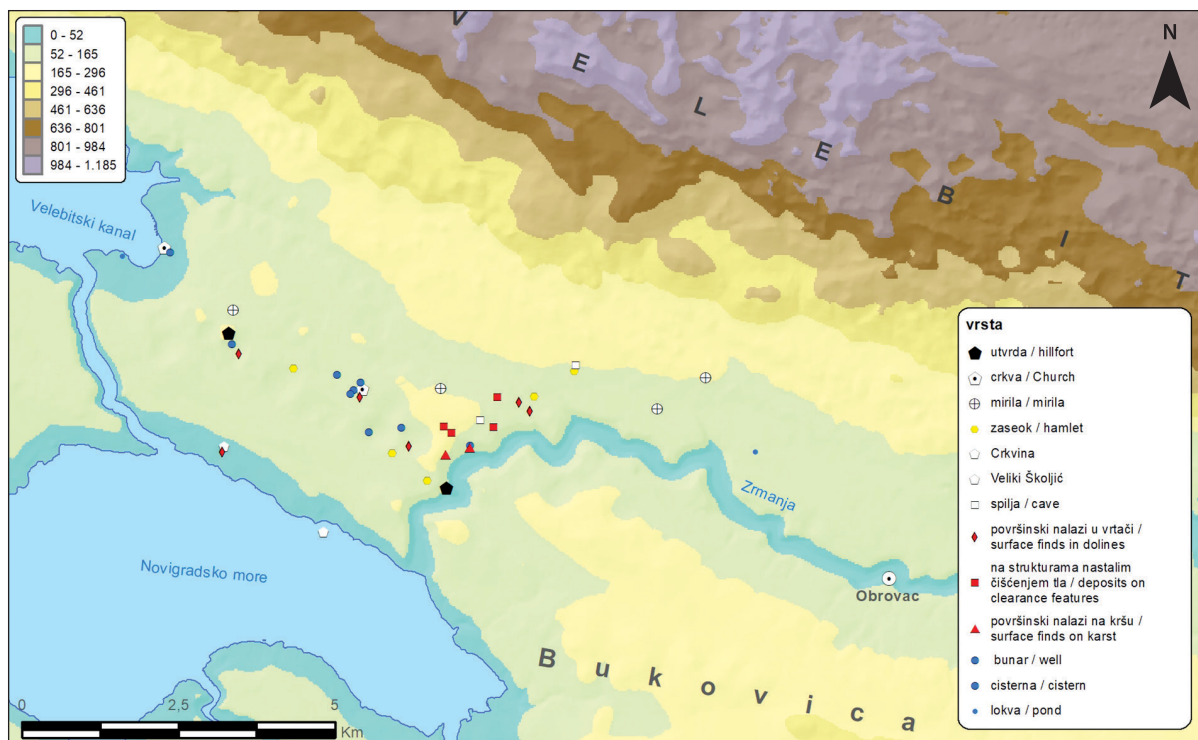 0 - 52
52 - 165
165 - 296
296 - 461
461 - 636
636 - 801
801 - 984
984 - 1.185
VELEBIT
N
Velebitski kanal
Novigradsko more
Zrmanja
Obrovac
Bukovica
0 2,5 5
Km
vrsta
utvrda / hillfort
crkva / Church
mirila / mirila
zaseok / hamlet
Crkvina
Veliki Školjić
spilja / cave
površinski nalazi u vrtači /
surface finds in dolines
na strukturama nastalim
čišćenjem tla / deposits on
clearance features
površinski nalazi na kršu /
surface finds on karst
bunar / well
cisterna / cistern
lokva / pond